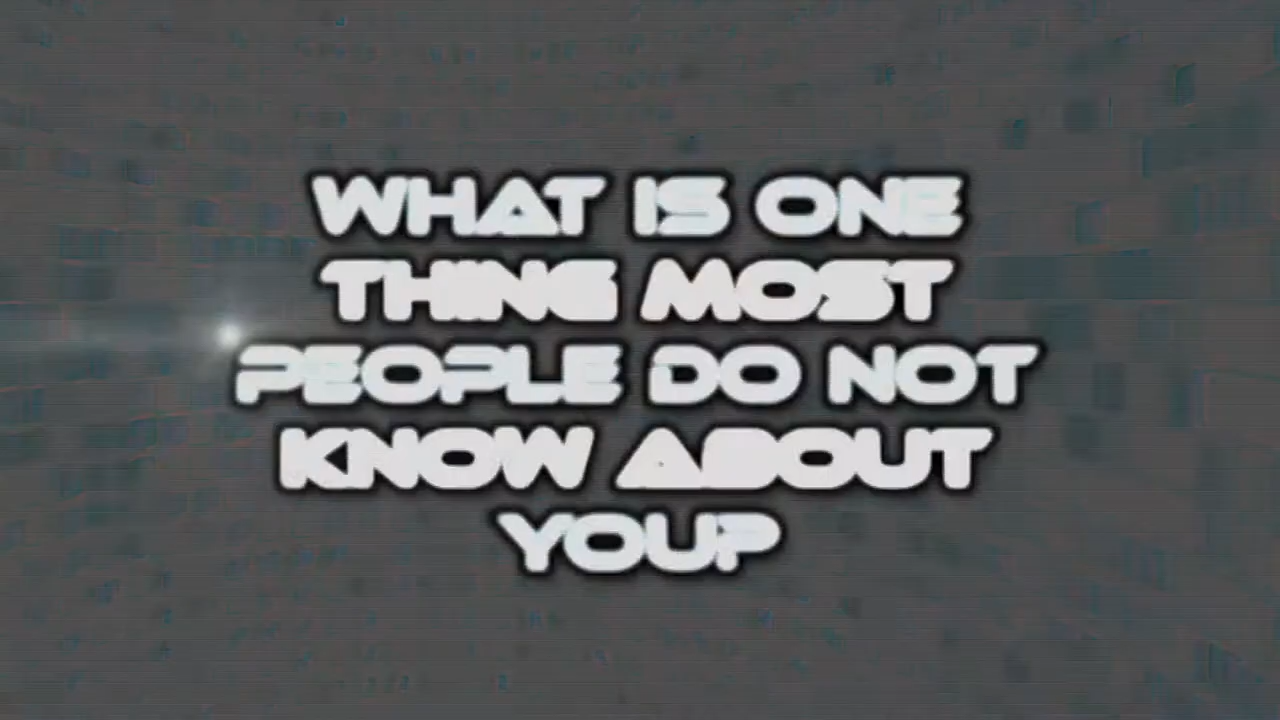 WHAT IS ONE
THING MOST
PEOPLE DO NOT
KNOW ABOUT
YOU?